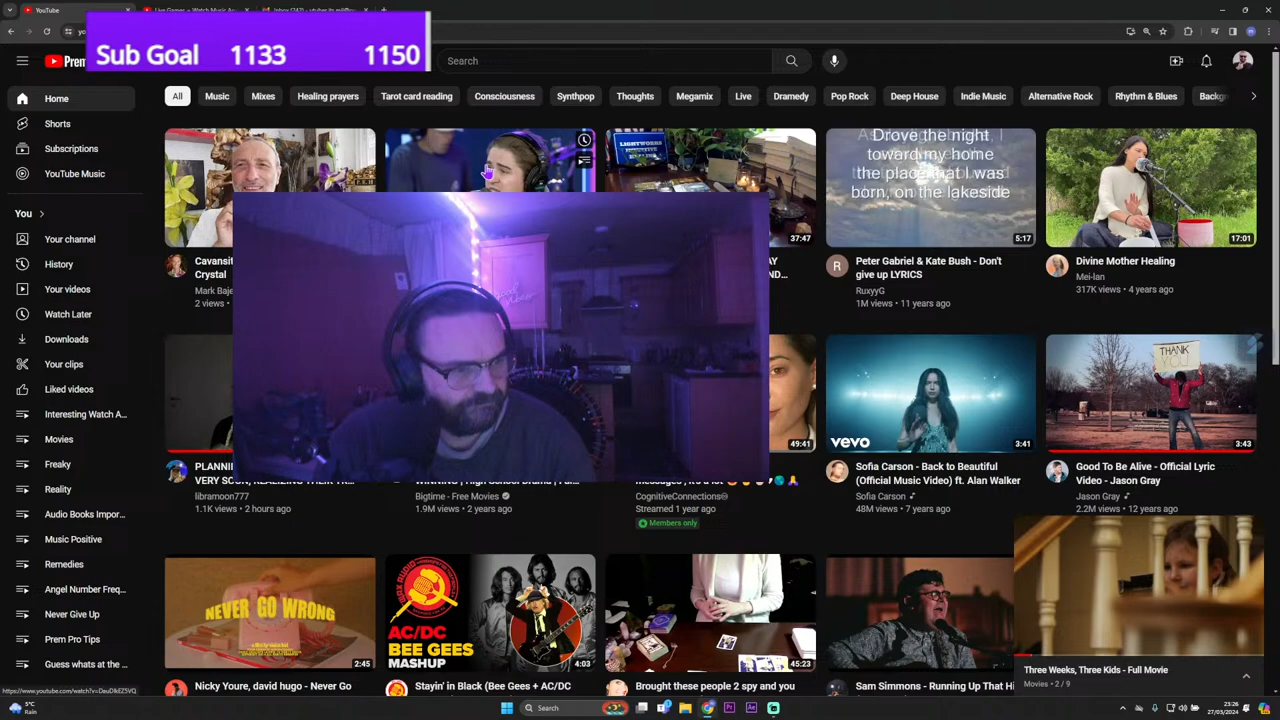 YouTube
Sub Goal 1133 1150
Prem
Search
All
Music
Mixes
Healing prayers
Tarot card reading
Consciousness
Synthpop
Thoughts
Megamix
Live
Dramedy
Pop Rock
Deep House
Indie Music
Alternative Rock
Rhythm & Blues
Home
Shorts
Subscriptions
YouTube Music
You
Your channel
History
Your videos
Watch Later
Downloads
Your clips
Liked videos
Interesting Watch A...
Movies
Freaky
Reality
Audio Books Impor...
Music Positive
Remedies
Angel Number Freq...
Never Give Up
Prem Pro Tips
Guess whats at the ...
Crystal
2 views
37:47
Drove the night
toward my home
the place that I was
born, on the lakeside
5:17
Peter Gabriel & Kate Bush - Don't
give up LYRICS
RuxyyG
1M views • 11 years ago
17:01
Divine Mother Healing
Mei-lan
317K views • 4 years ago
libramoon777
1.1K views • 2 hours ago
Bigtime - Free Movies
1.9M views • 2 years ago
49:41
CognitiveConnections♾
Streamed 1 year ago
Members only
vevo
3:41
Sofia Carson - Back to Beautiful
(Official Music Video) ft. Alan Walker
Sofia Carson
48M views • 7 years ago
THANK
3:43
Good To Be Alive - Official Lyric
Video - Jason Gray
Jason Gray
2.2M views • 12 years ago
NEVER GO WRONG
2:45
Nicky Youre, david hugo - Never Go
AC/DC
BEE GEES
MASHUP
4:03
Stayin' in Black (Bee Gees + AC/DC
45:23
Brought these people 2 spy and you
Sam Simmons - Running Up That Hi
Three Weeks, Three Kids - Full Movie
Movies • 2 / 9
5°C
Rain
Search
23:26
27/03/2024